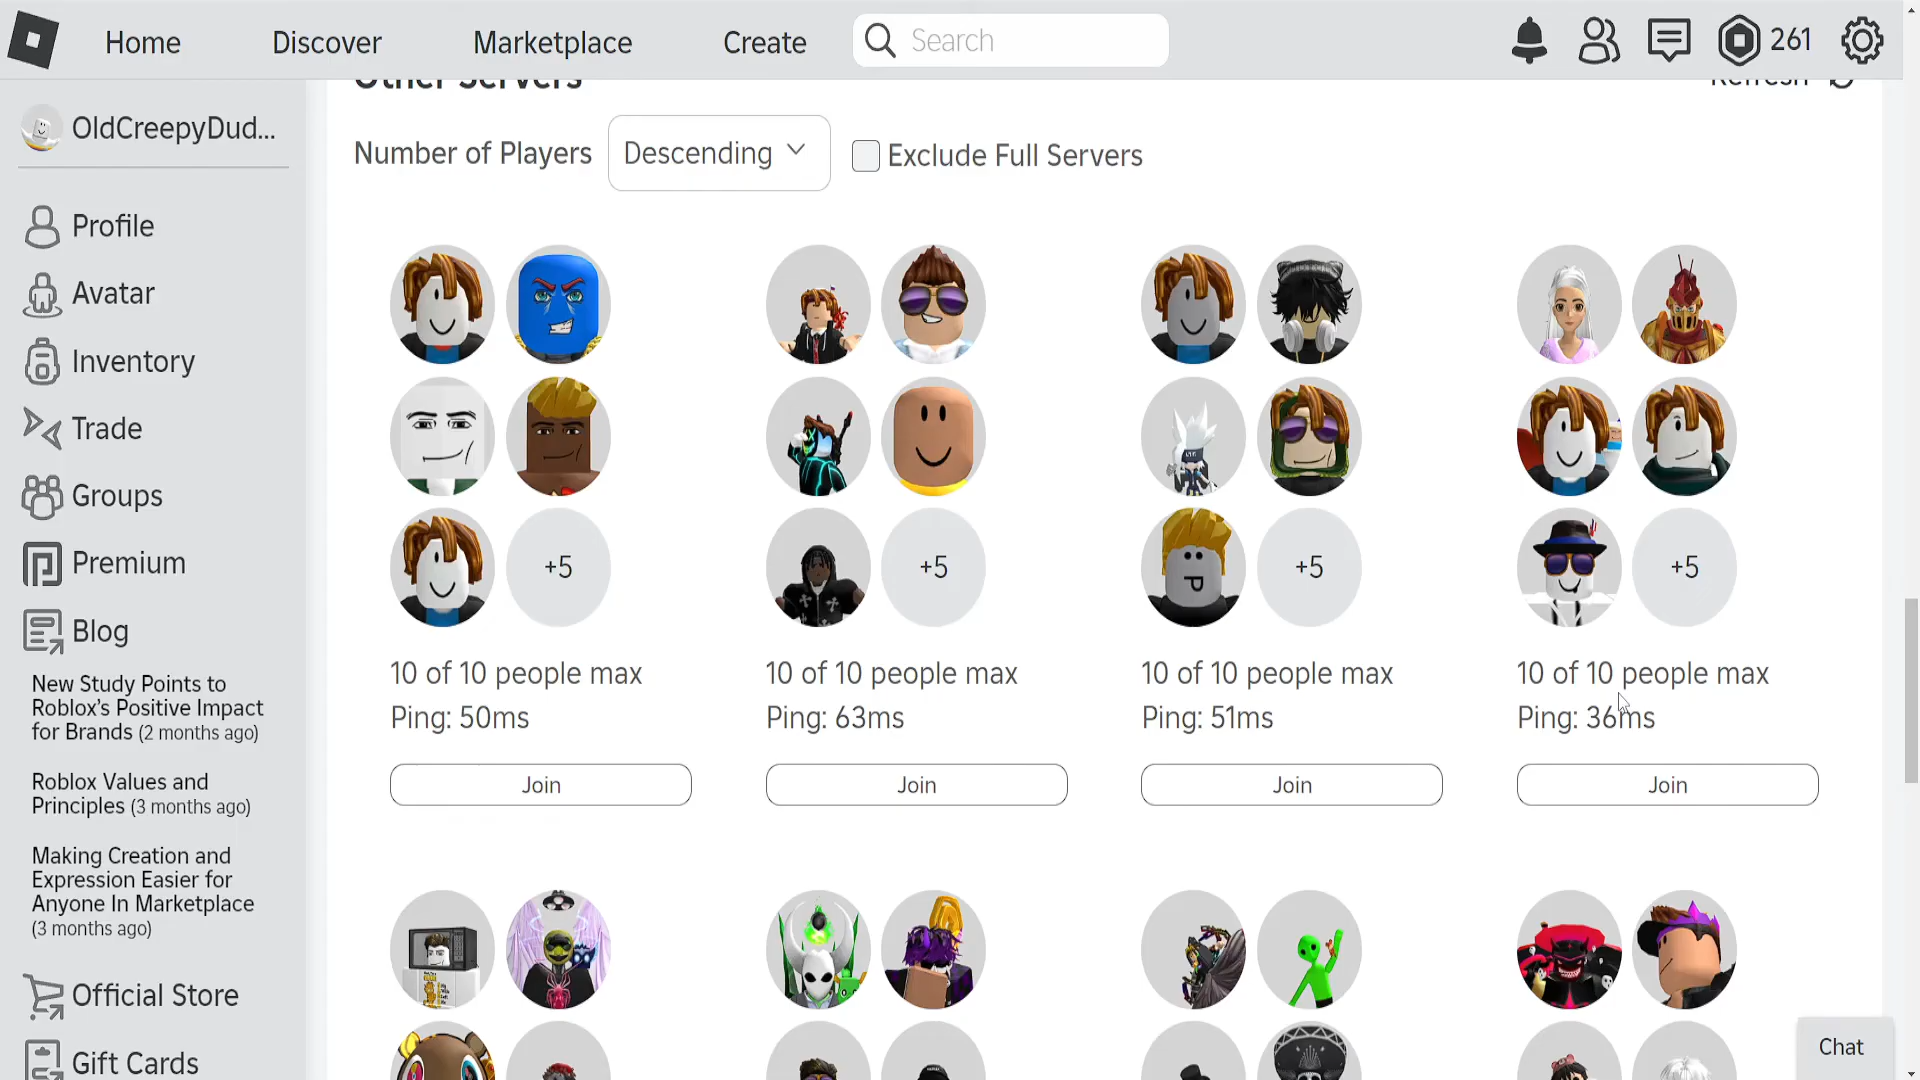 Home
Discover
Marketplace
Create
Search
261
OldCreepyDud...
Profile
Avatar
Inventory
Trade
Groups
Premium
Blog
New Study Points to
Roblox's Positive Impact
for Brands (2 months ago)
Roblox Values and
Principles (3 months ago)
Making Creation and
Expression Easier for
Anyone In Marketplace
(3 months ago)
Official Store
Gift Cards
Other Servers
Refresh
Number of Players
Descending
Exclude Full Servers
+5
10 of 10 people max
Ping: 50ms
Join
+5
10 of 10 people max
Ping: 63ms
Join
+5
10 of 10 people max
Ping: 51ms
Join
+5
10 of 10 people max
Ping: 36ms
Join
Chat